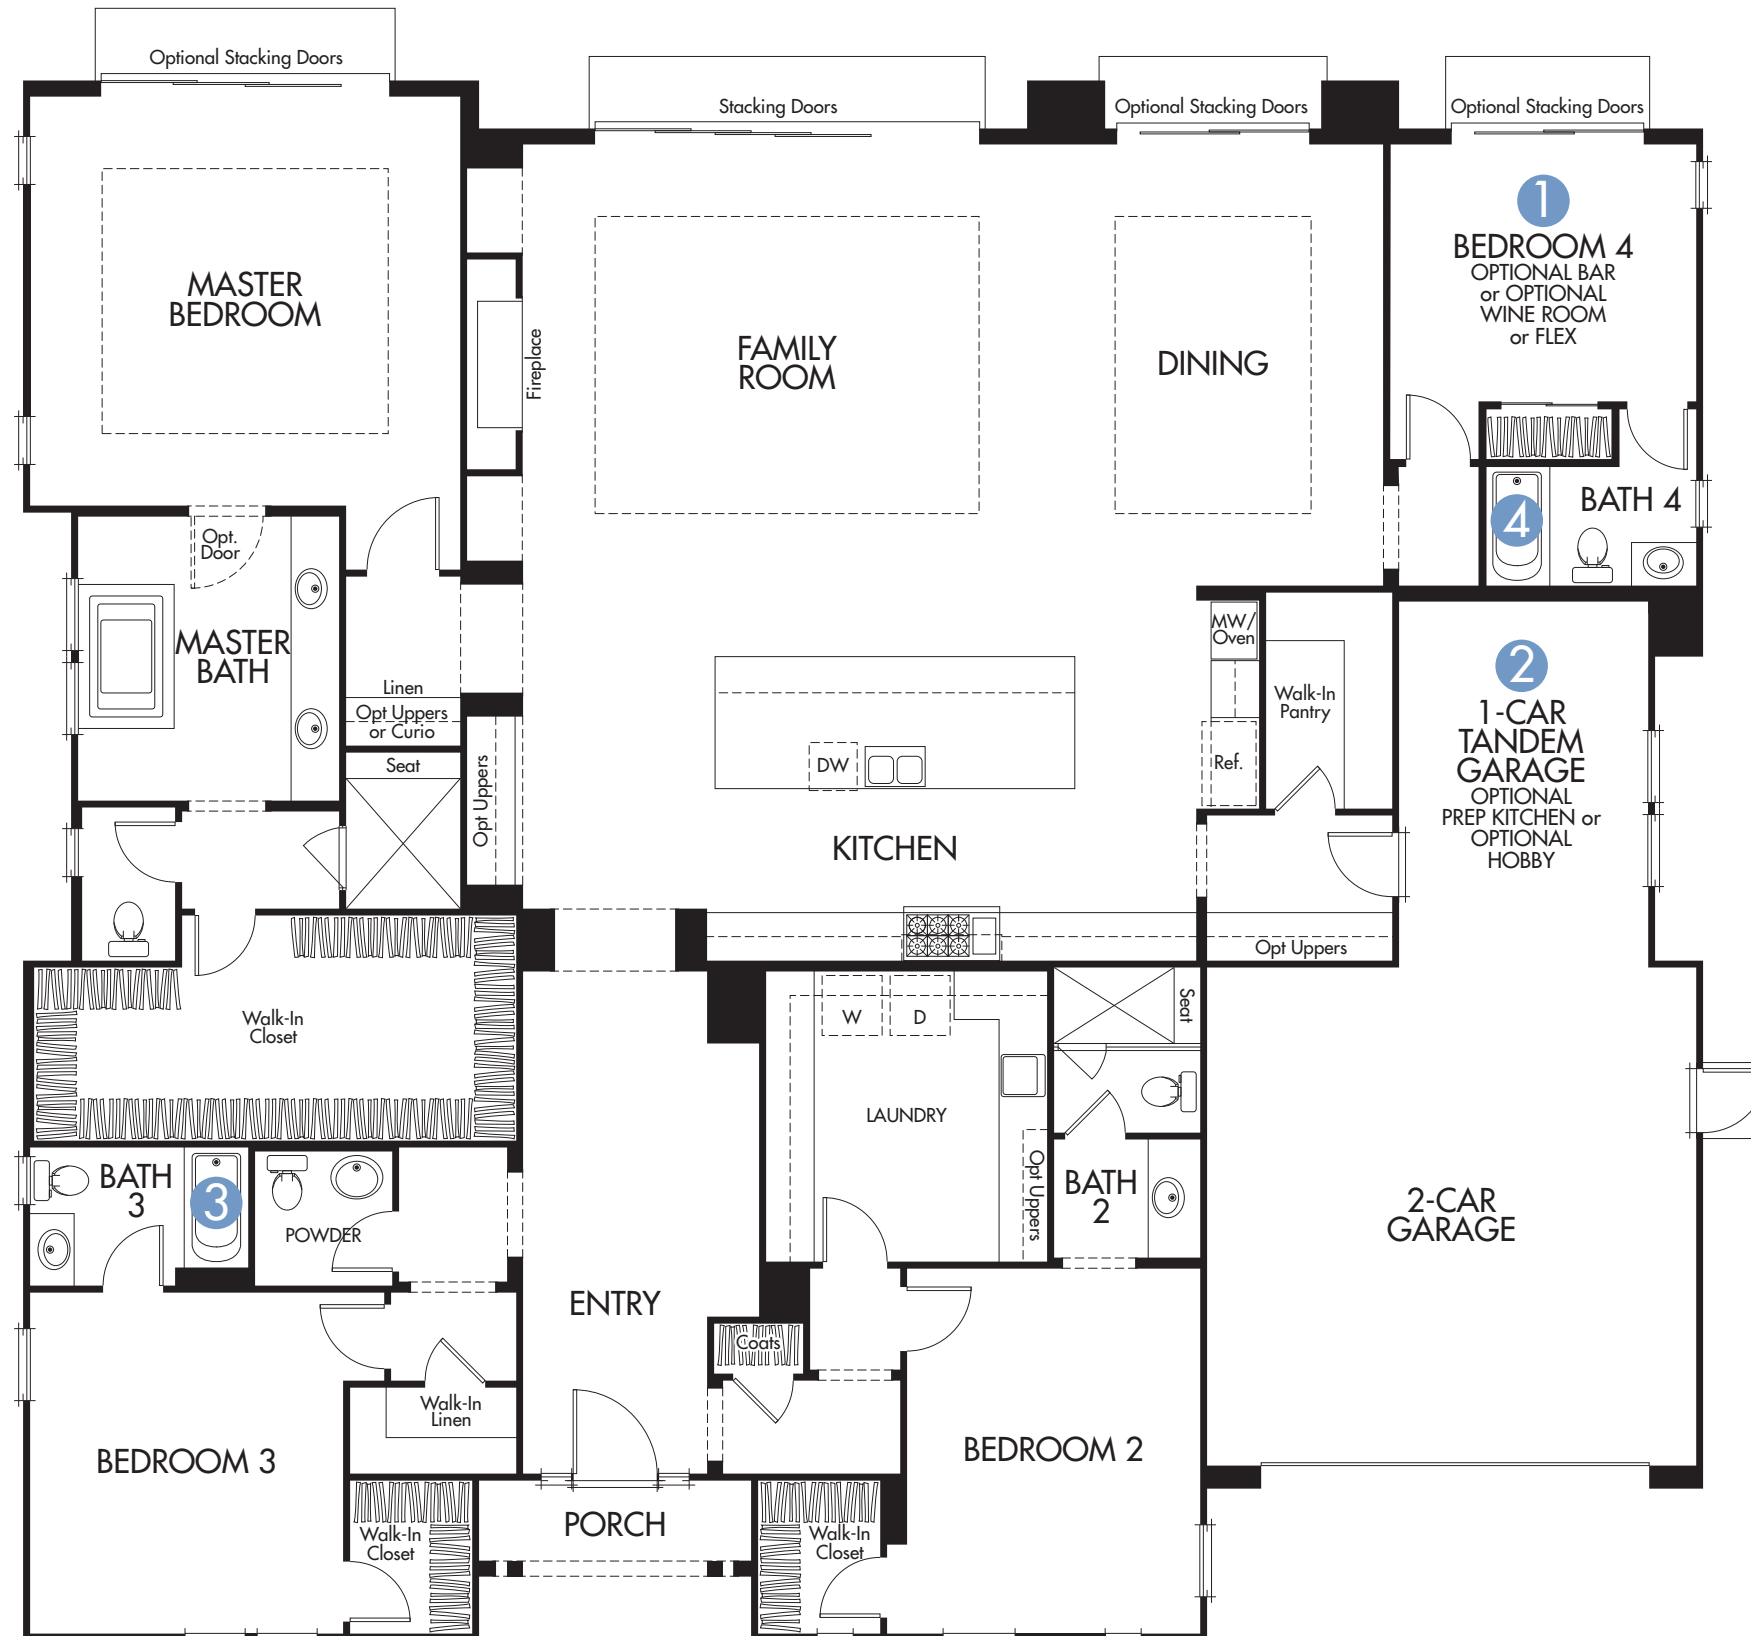 Optional Stacking Doors
Stacking Doors
Optional Stacking Doors
Optional Stacking Doors
MASTER
BEDROOM
Fireplace
FAMILY
ROOM
DINING
1
BEDROOM 4
OPTIONAL BAR
or OPTIONAL
WINE ROOM
or FLEX
4
BATH 4
Opt.
Door
MASTER
BATH
Linen
Opt Uppers
or Curio
Seat
Opt Uppers
DW
KITCHEN
MW/
Oven
Ref.
Walk-In
Pantry
2
1-CAR
TANDEM
GARAGE
OPTIONAL
PREP KITCHEN or
OPTIONAL
HOBBY
Opt Uppers
Walk-In
Closet
W
D
Seat
LAUNDRY
Opt Uppers
BATH
2
2-CAR
GARAGE
BATH
3
3
POWDER
ENTRY
Coats
Walk-In
Linen
BEDROOM 3
BEDROOM 2
Walk-In
Closet
PORCH
Walk-In
Closet